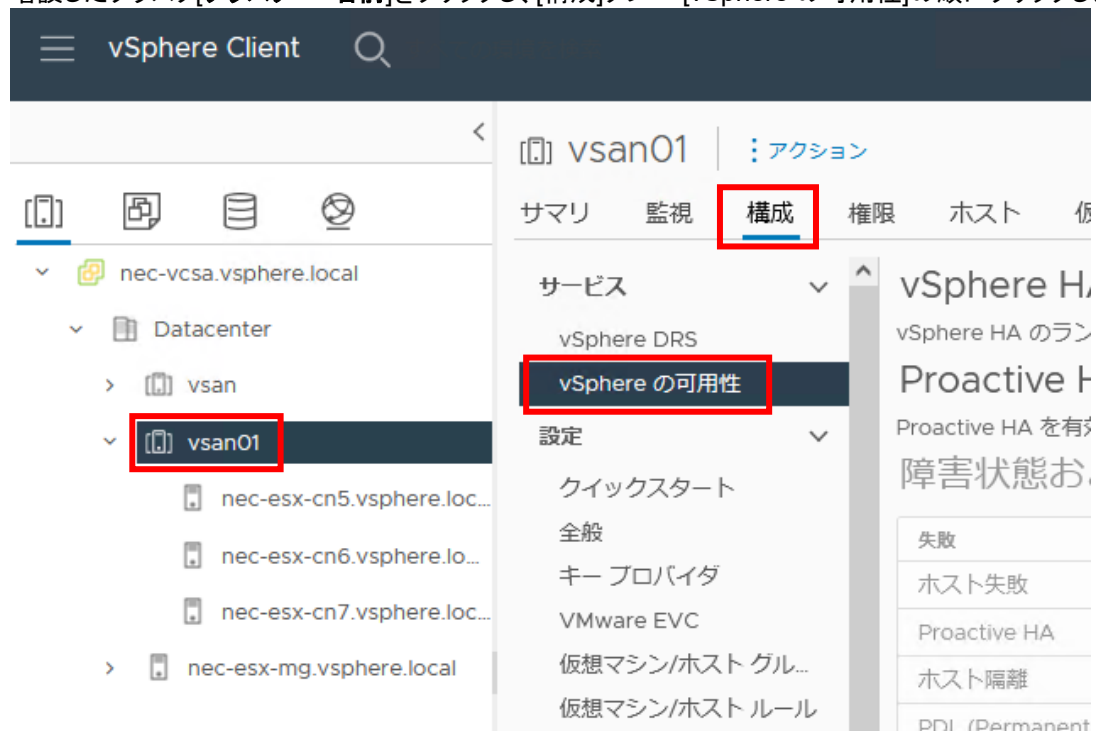 vSphere Client
vsan01
アクション
サマリ 監視 構成 権限 ホスト
nec-vcsa.vsphere.local
Datacenter
vsan
vsan01
nec-esx-cn5.vsphere.loc...
nec-esx-cn6.vsphere.lo...
nec-esx-cn7.vsphere.loc...
nec-esx-mg.vsphere.local
サービス
vSphere DRS
vSphere の可用性
設定
クイックスタート
全般
キー プロバイダ
VMware EVC
仮想マシン/ホスト グル...
仮想マシン/ホスト ルール
vSphere H
vSphere HA のラン
Proactive
Proactive HA を有
障害状態お
失敗
ホスト失敗
Proactive HA
ホスト隔離
PDL (Permanent